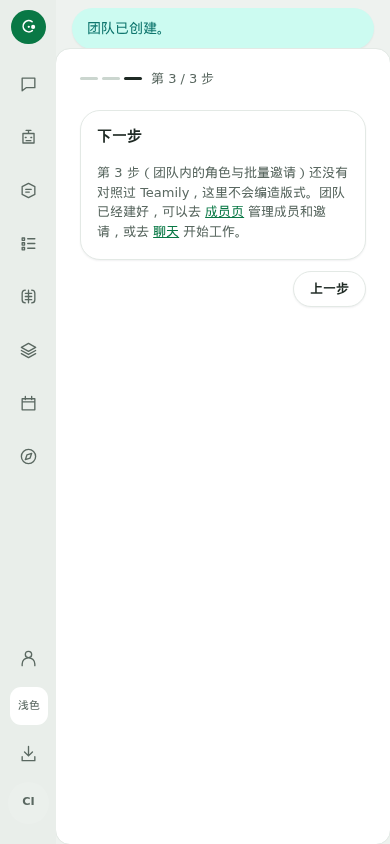 团队已创建。
第 3 / 3 步
下一步
第 3 步（团队内的角色与批量邀请）还没有
对照过 Teamily，这里不会编造版式。团队
已经建好，可以去 成员页 管理成员和邀
请，或去 聊天 开始工作。
上一步
浅色
CI